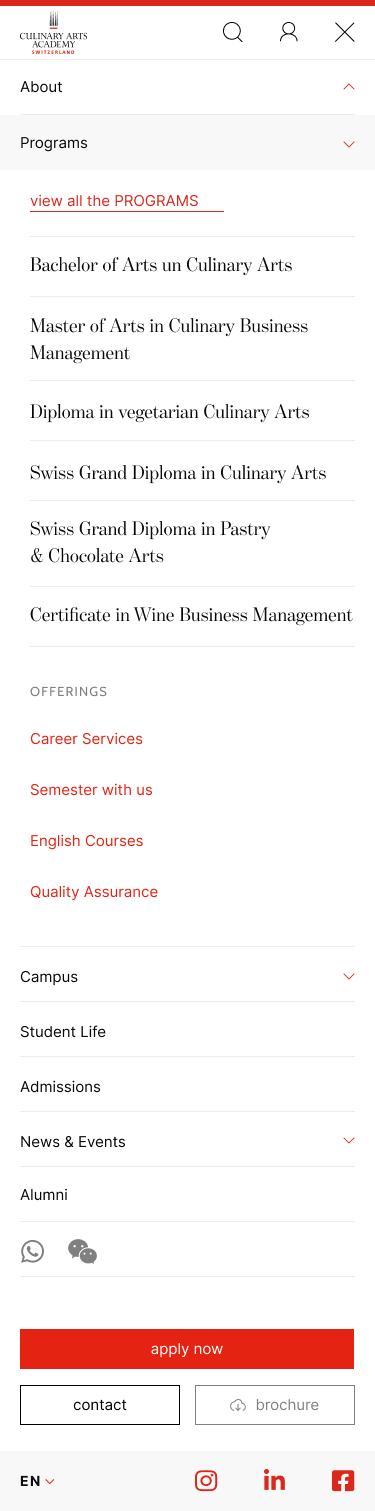 CULINARY ARTS
ACADEMY
SWITZERLAND
About
Programs
view all the PROGRAMS
Bachelor of Arts un Culinary Arts
Master of Arts in Culinary Business
Management
Diploma in vegetarian Culinary Arts
Swiss Grand Diploma in Culinary Arts
Swiss Grand Diploma in Pastry
& Chocolate Arts
Certificate in Wine Business Management
OFFERINGS
Career Services
Semester with us
English Courses
Quality Assurance
Campus
Student Life
Admissions
News & Events
Alumni
apply now
contact
brochure
EN